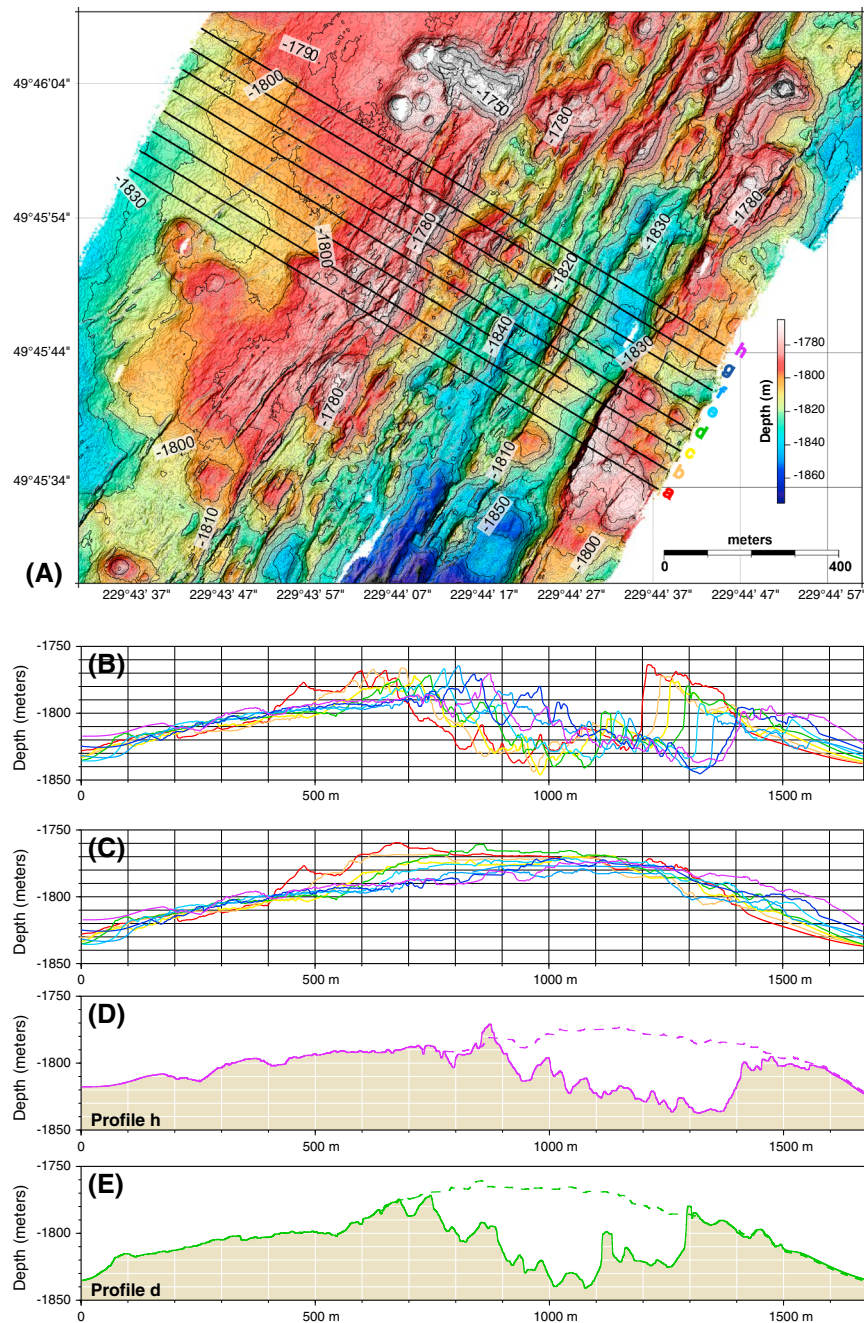 49°46'04"
49°45'54"
49°45'44"
49°45'34"
-1790
-1800
-1750
-1780
-1830
-1780
-1780
-1830
-1800
-1820
-1840
-1830
-1780
-1800
-1810
-1810
-1850
-1800
a b c d e f g h
-1780
-1800
-1820
-1840
-1860
Depth (m)
meters
0 400
(A)
229°43' 37" 229°43' 47" 229°43' 57" 229°44' 07" 229°44' 17" 229°44' 27" 229°44' 37" 229°44' 47" 229°44' 57"
(B)
Depth (meters)
-1750
-1800
-1850
0 500 m 1000 m 1500 m
(C)
Depth (meters)
-1750
-1800
-1850
0 500 m 1000 m 1500 m
(D)
Depth (meters)
-1750
-1800
-1850
Profile h
0 500 m 1000 m 1500 m
(E)
Depth (meters)
-1750
-1800
-1850
Profile d
0 500 m 1000 m 1500 m